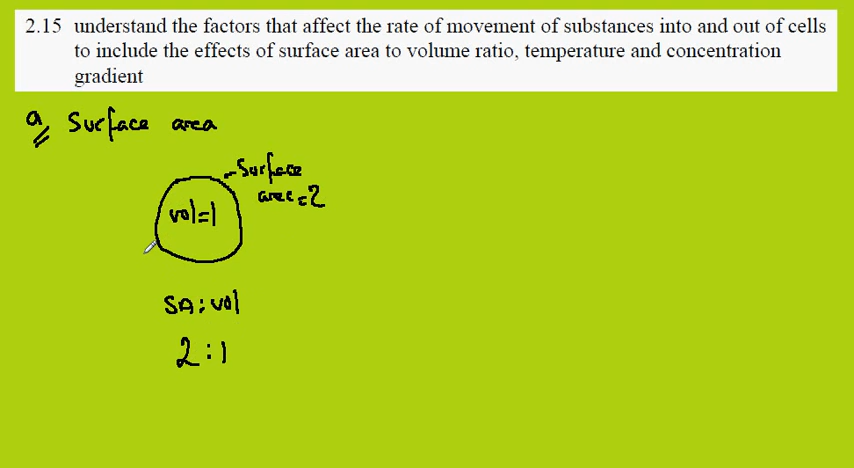 2.15 understand the factors that affect the rate of movement of substances into and out of cells
to include the effects of surface area to volume ratio, temperature and concentration
gradient
a, Surface area
Surface
area=2
vol=1
SA:vol
2:1